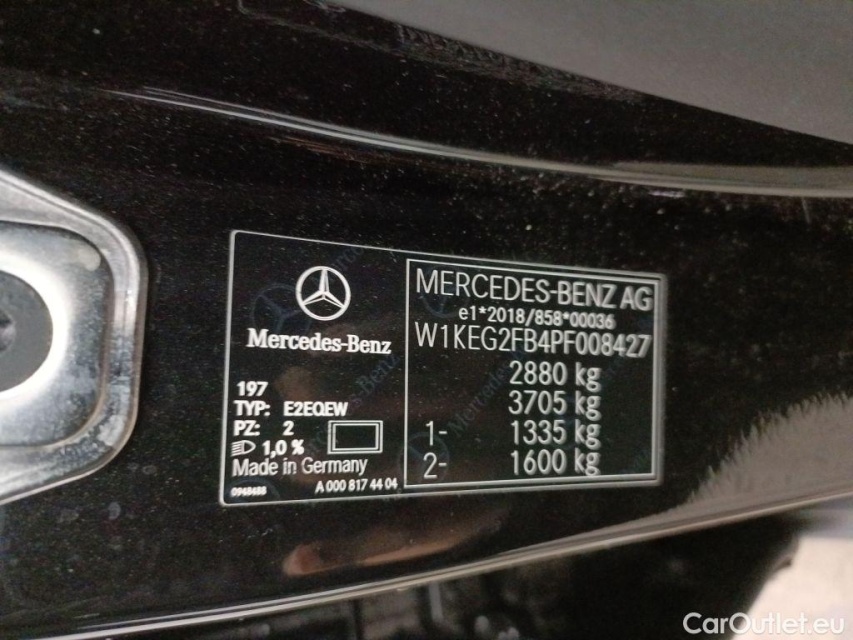 Mercedes-Benz
197
TYP: E2EQEW
PZ: 2
1,0 %
Made in Germany
0948488
A 000 817 44 04
MERCEDES-BENZ AG
e1*2018/858*00036
W1KEG2FB4PF008427
2880 kg
3705 kg
1- 1335 kg
2- 1600 kg
CarOutlet.eu